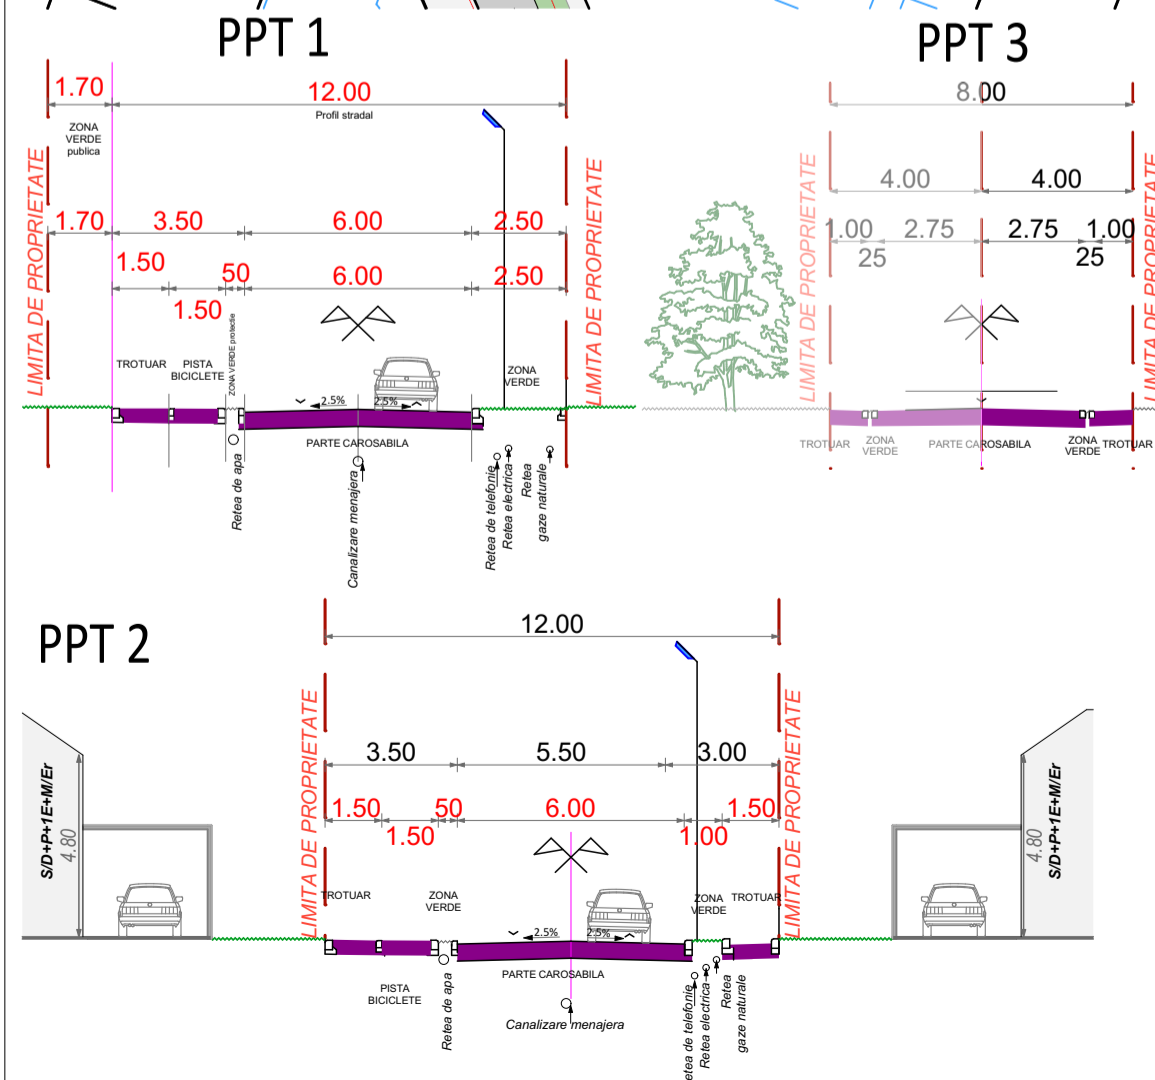 PPT 1
1.70
12.00
Profil stradal
ZONA
VERDE
publica
LIMITA DE PROPRIETATE
LIMITA DE PROPRIETATE
1.70
3.50
6.00
2.50
1.50
50
6.00
2.50
1.50
TROTUAR
PISTA
BICICLETE
ZONA VERDE protectie
ZONA
VERDE
2.5%
2.5%
PARTE CAROSABILA
Retea de apa
Canalizare menajera
Retea de telefonie
Retea electrica
Retea
gaze naturale
PPT 3
8.00
LIMITA DE PROPRIETATE
LIMITA DE PROPRIETATE
4.00
4.00
1.00
2.75
2.75
1.00
25
25
TROTUAR
ZONA
VERDE
PARTE CAROSABILA
ZONA
VERDE
TROTUAR
PPT 2
12.00
LIMITA DE PROPRIETATE
LIMITA DE PROPRIETATE
3.50
5.50
3.00
1.50
50
6.00
1.50
1.50
1.00
S/D+P+1E+M/Er
4.80
4.80
S/D+P+1E+M/Er
TROTUAR
ZONA
VERDE
ZONA
VERDE
TROTUAR
2.5%
2.5%
PARTE CAROSABILA
PISTA
BICICLETE
Retea de apa
Canalizare menajera
etea de telefonie
Retea electrica
Retea
gaze naturale